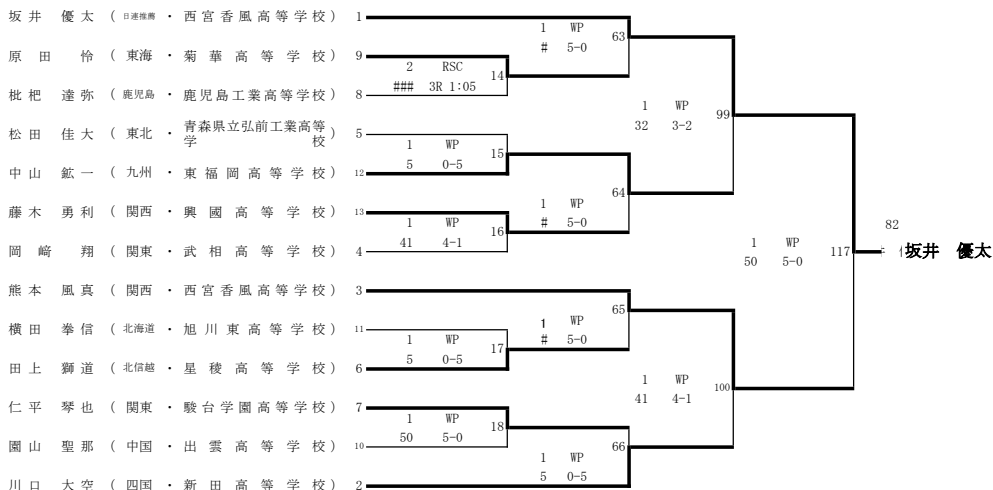 坂井 優太 ( 日連推薦 ・ 西宮香風高等学校 ) 1
1 WP 63
# 5-0
原田 怜 ( 東海 ・ 菊華高等学校 ) 9
2 RSC 14
### 3R 1:05
枇杷 達弥 ( 鹿児島 ・ 鹿児島工業高等学校 ) 8
1 WP 99
32 3-2
松田 佳大 ( 東北 ・ 青森県立弘前工業高等学校 ) 5
1 WP 15
5 0-5
中山 鉱一 ( 九州 ・ 東福岡高等学校 ) 12
64
藤木 勇利 ( 関西 ・ 興國高等学校 ) 13
1 WP
# 5-0
1 WP 16
41 4-1
岡﨑 翔 ( 関東 ・ 武相高等学校 ) 4
82
1 WP 117
50 5-0
坂井 優太
熊本 風真 ( 関西 ・ 西宮香風高等学校 ) 3
1 WP 65
# 5-0
横田 拳信 ( 北海道 ・ 旭川東高等学校 ) 11
1 WP 17
5 0-5
田上 獅道 ( 北信越 ・ 星稜高等学校 ) 6
1 WP 100
41 4-1
仁平 琴也 ( 関東 ・ 駿台学園高等学校 ) 7
1 WP 18
50 5-0
園山 聖那 ( 中国 ・ 出雲高等学校 ) 10
66
1 WP
5 0-5
川口 大空 ( 四国 ・ 新田高等学校 ) 2